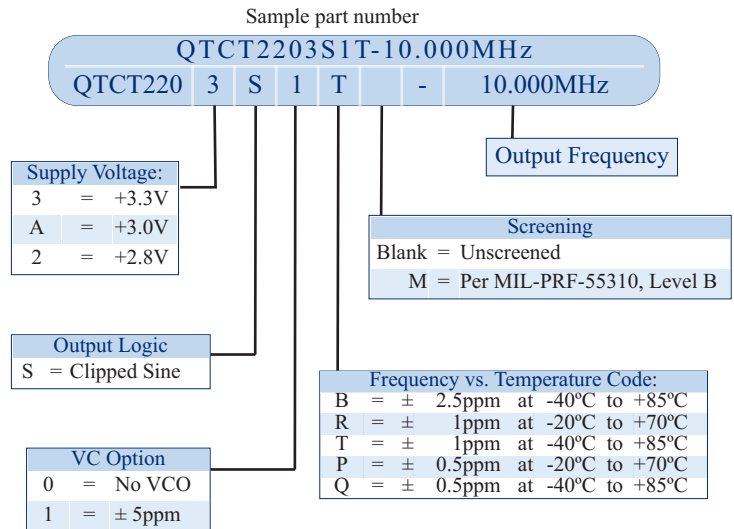 Sample part number
QTCT2203S1T-10.000MHz
QTCT220 3 S 1 T - 10.000MHz
Output Frequency
Supply Voltage:
3 = +3.3V
A = +3.0V
2 = +2.8V
Screening
Blank = Unscreened
M = Per MIL-PRF-55310, Level B
Output Logic
S = Clipped Sine
Frequency vs. Temperature Code:
B = ± 2.5ppm at -40ºC to +85ºC
R = ± 1ppm at -20ºC to +70ºC
T = ± 1ppm at -40ºC to +85ºC
P = ± 0.5ppm at -20ºC to +70ºC
Q = ± 0.5ppm at -40ºC to +85ºC
VC Option
0 = No VCO
1 = ± 5ppm